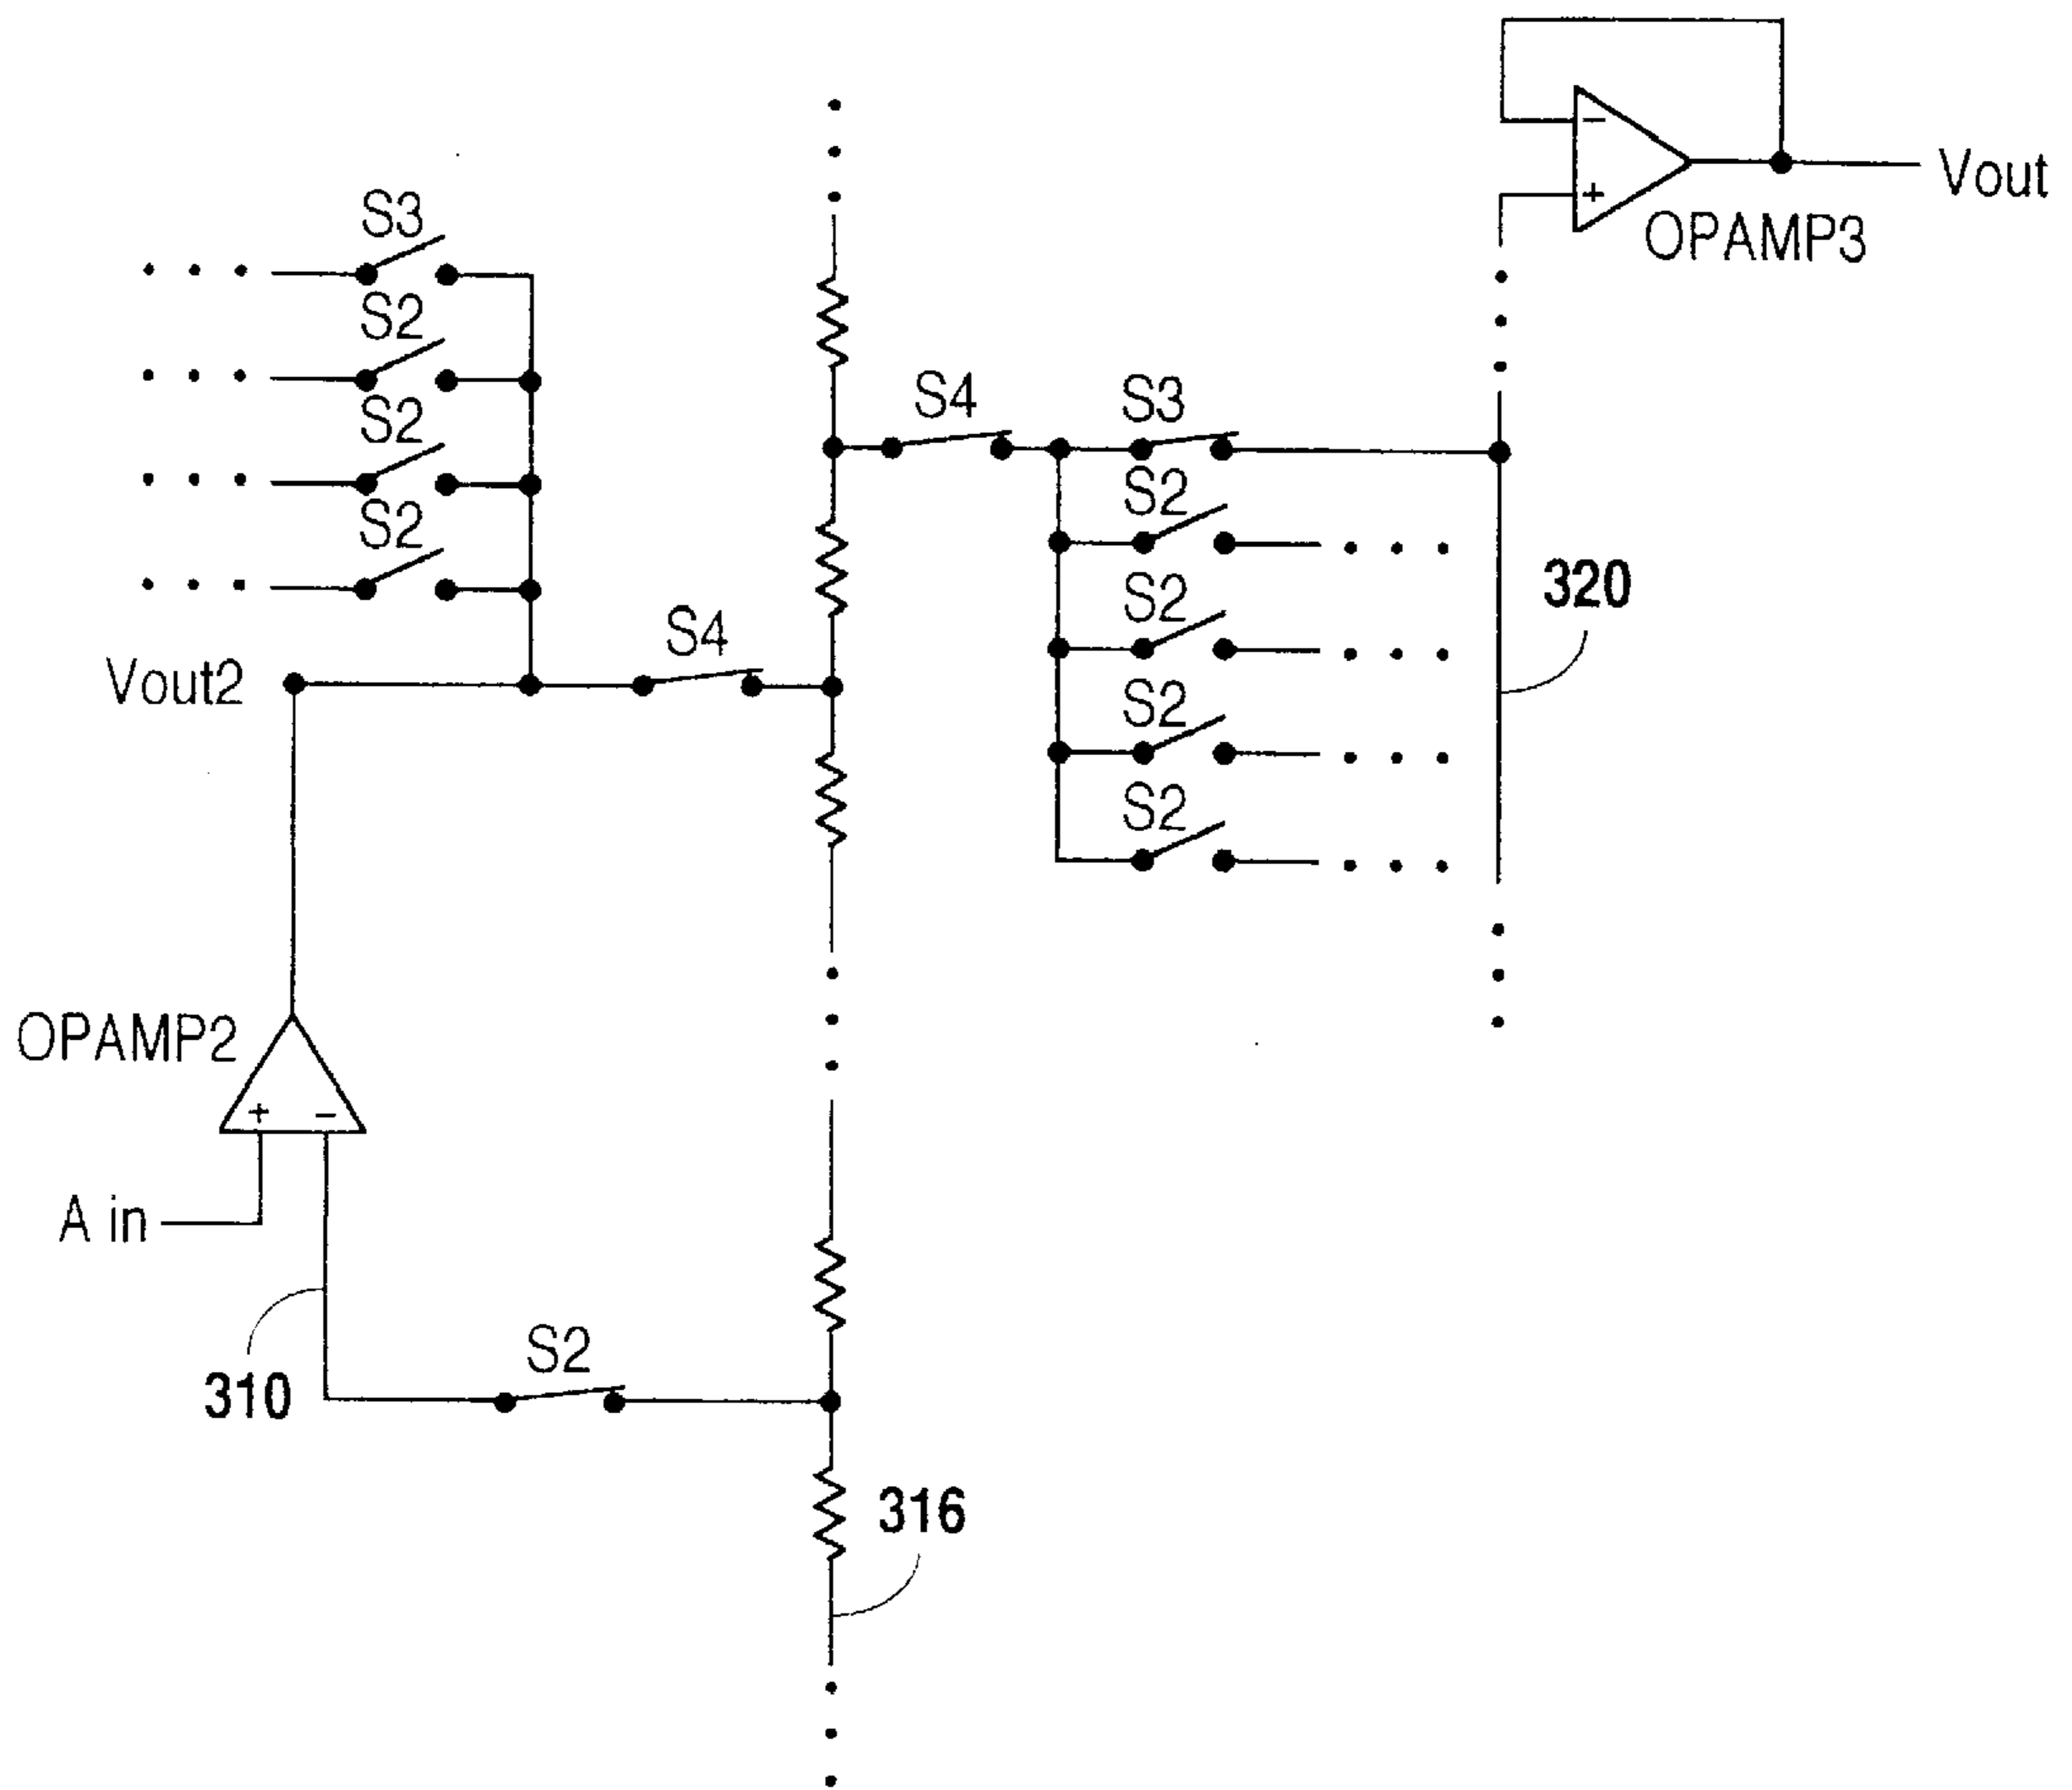 Vout
OPAMP3
−
+
S3
S2
S2
S2
S4
S3
S2
S2
S2
S2
320
S4
Vout2
OPAMP2
+ −
A in
310
S2
316